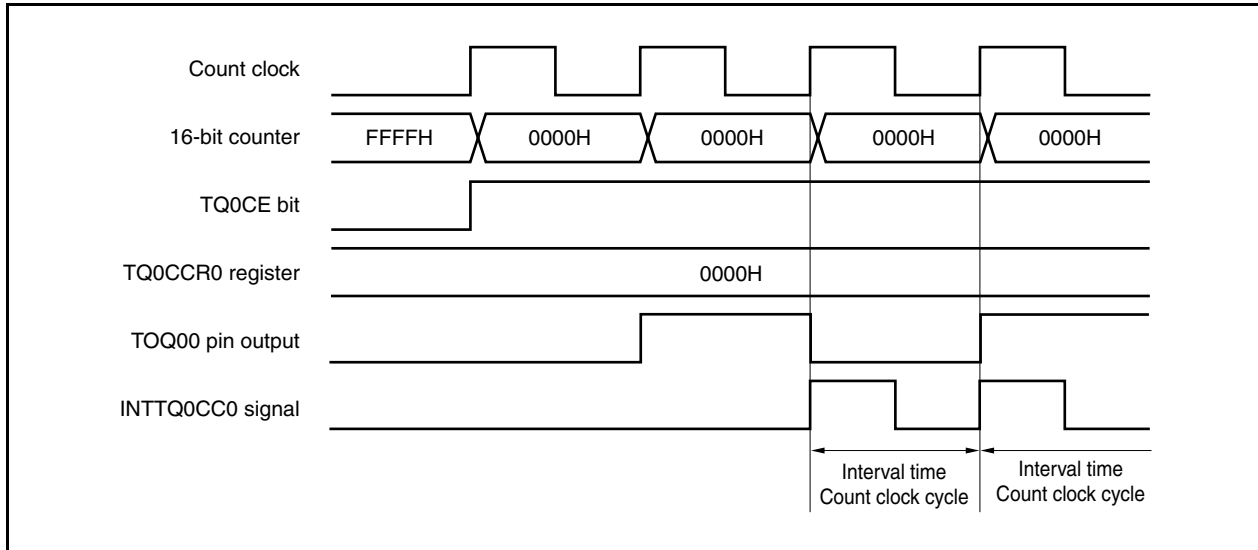 Count clock
16-bit counter FFFFH 0000H 0000H 0000H 0000H
TQ0CE bit
TQ0CCR0 register 0000H
TOQ00 pin output
INTTQ0CC0 signal
Interval time Interval time
Count clock cycle Count clock cycle